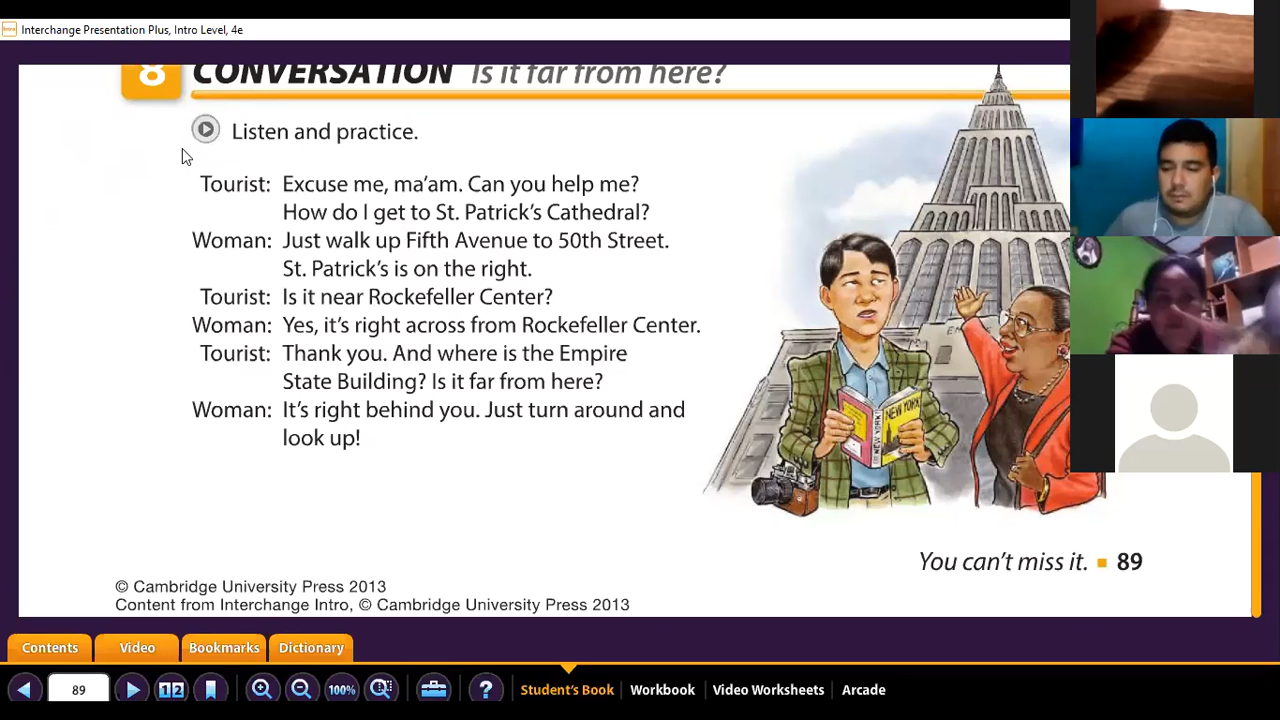 Interchange Presentation Plus, Intro Level, 4e
8 CONVERSATION Is it far from here?
Listen and practice.
Tourist: Excuse me, ma'am. Can you help me?
How do I get to St. Patrick's Cathedral?
Woman: Just walk up Fifth Avenue to 50th Street.
St. Patrick's is on the right.
Tourist: Is it near Rockefeller Center?
Woman: Yes, it's right across from Rockefeller Center.
Tourist: Thank you. And where is the Empire
State Building? Is it far from here?
Woman: It's right behind you. Just turn around and
look up!
NEW YORK
NEW YORK
You can't miss it. ■ 89
© Cambridge University Press 2013
Content from Interchange Intro, © Cambridge University Press 2013
Contents Video Bookmarks Dictionary
89 12 100% ? Student's Book Workbook Video Worksheets Arcade